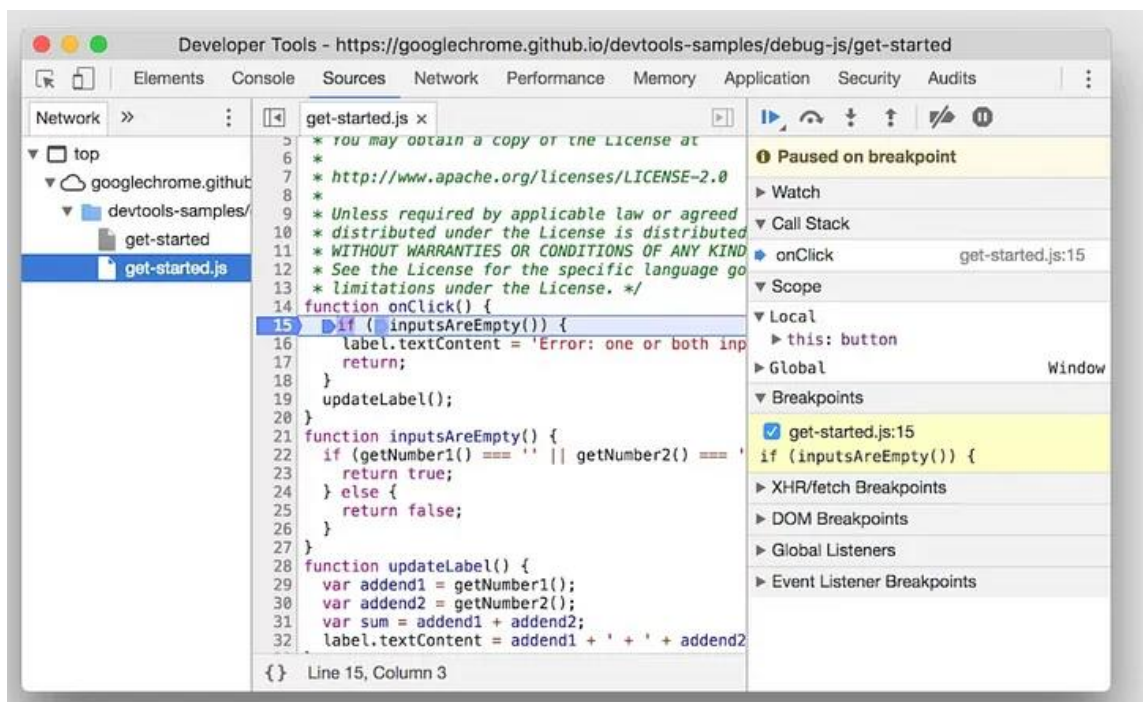 Developer Tools - https://googlechrome.github.io/devtools-samples/debug-js/get-started
Elements Console Sources Network Performance Memory Application Security Audits
Network »
top
googlechrome.github
devtools-samples/
get-started
get-started.js
get-started.js ×
5 * You may obtain a copy of the License at
6 *
7 * http://www.apache.org/licenses/LICENSE-2.0
8 *
9 * Unless required by applicable law or agreed
10 * distributed under the License is distributed
11 * WITHOUT WARRANTIES OR CONDITIONS OF ANY KIND
12 * See the License for the specific language go
13 * limitations under the License. */
14 function onClick() {
15 if (inputsAreEmpty()) {
16 label.textContent = 'Error: one or both inp
17 return;
18 }
19 updateLabel();
20 }
21 function inputsAreEmpty() {
22 if (getNumber1() === '' || getNumber2() === '
23 return true;
24 } else {
25 return false;
26 }
27 }
28 function updateLabel() {
29 var addend1 = getNumber1();
30 var addend2 = getNumber2();
31 var sum = addend1 + addend2;
32 label.textContent = addend1 + ' + ' + addend2
{} Line 15, Column 3
Paused on breakpoint
Watch
Call Stack
onClick get-started.js:15
Scope
Local
this: button
Global Window
Breakpoints
get-started.js:15
if (inputsAreEmpty()) {
XHR/fetch Breakpoints
DOM Breakpoints
Global Listeners
Event Listener Breakpoints